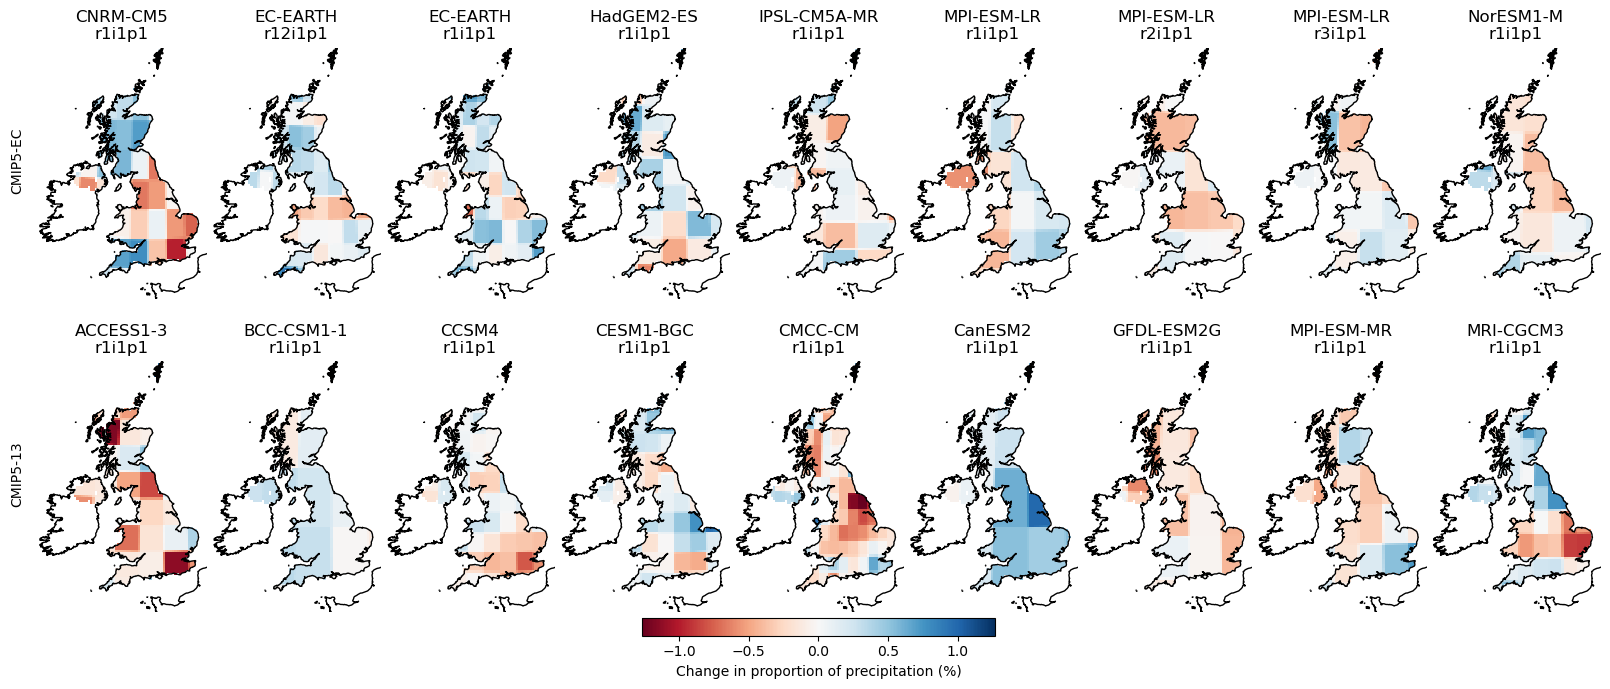 CNRM-CM5 EC-EARTH EC-EARTH HadGEM2-ES IPSL-CM5A-MR MPI-ESM-LR MPI-ESM-LR MPI-ESM-LR NorESM1-M
r1i1p1 r12i1p1 r1i1p1 r1i1p1 r1i1p1 r1i1p1 r2i1p1 r3i1p1 r1i1p1
CMIP5-EC
ACCESS1-3 BCC-CSM1-1 CCSM4 CESM1-BGC CMCC-CM CanESM2 GFDL-ESM2G MPI-ESM-MR MRI-CGCM3
r1i1p1 r1i1p1 r1i1p1 r1i1p1 r1i1p1 r1i1p1 r1i1p1 r1i1p1 r1i1p1
CMIP5-13
−1.0 −0.5 0.0 0.5 1.0
Change in proportion of precipitation (%)